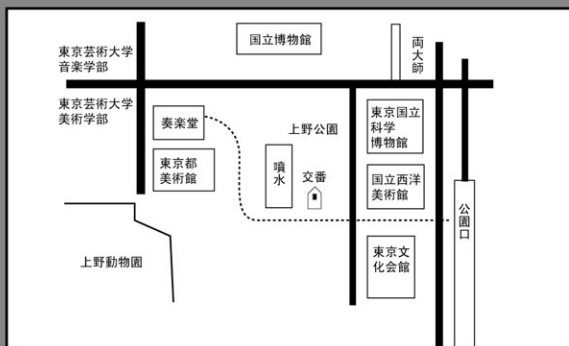 国立博物館
両大師
東京芸術大学
音楽学部
東京芸術大学
美術学部
奏楽堂
上野公園
東京国立
科学
博物館
東京都
美術館
噴水
交番
国立西洋
美術館
公園口
上野動物園
東京文
化会館